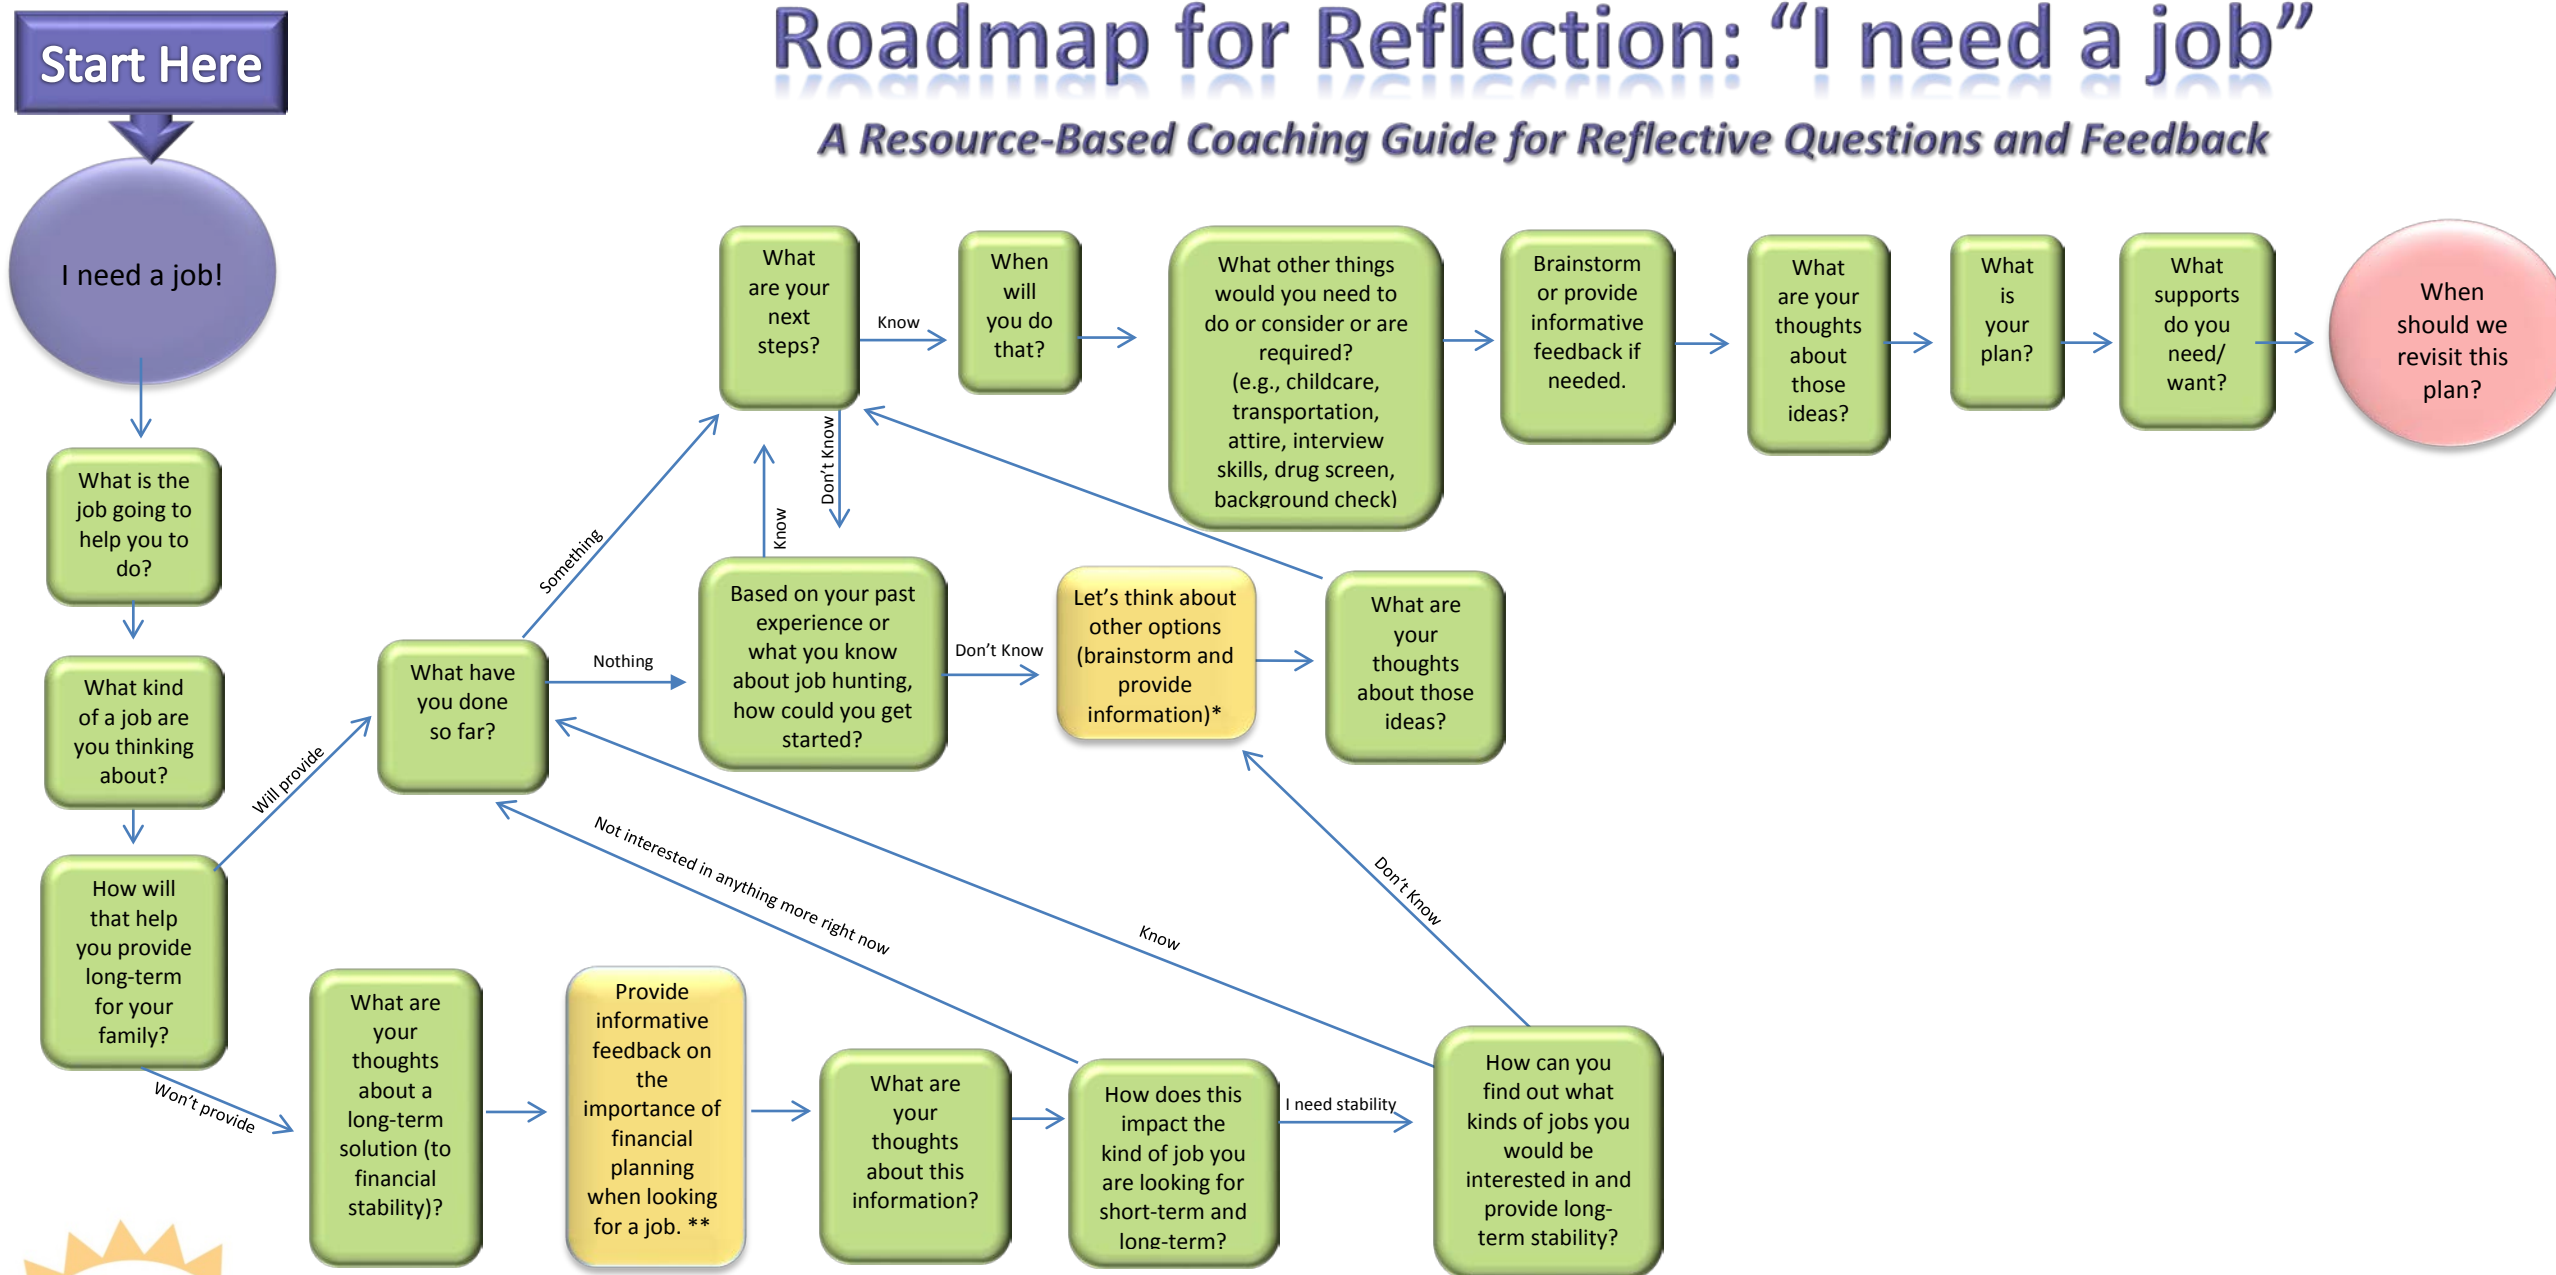 Start Here
Roadmap for Reflection: “I need a job”
A Resource-Based Coaching Guide for Reflective Questions and Feedback
I need a job!
What is the
job going to
help you to
do?
What kind
of a job are
you thinking
about?
How will
that help
you provide
long-term
for your
family?
Will provide
Won’t provide
What have
you done
so far?
Something
Nothing
What
are your
next
steps?
Know
Don’t Know
Know
When
will
you do
that?
What other things
would you need to
do or consider or are
required?
(e.g., childcare,
transportation,
attire, interview
skills, drug screen,
background check)
Brainstorm
or provide
informative
feedback if
needed.
What
are your
thoughts
about
those
ideas?
What
is
your
plan?
What
supports
do you
need/
want?
When
should we
revisit this
plan?
Based on your past
experience or
what you know
about job hunting,
how could you get
started?
Don’t Know
Let’s think about
other options
(brainstorm and
provide
information)*
What are
your
thoughts
about those
ideas?
Not interested in anything more right now
Know
Don’t Know
What are
your
thoughts
about a
long-term
solution (to
financial
stability)?
Provide
informative
feedback on
the
importance of
financial
planning
when looking
for a job. **
What are
your
thoughts
about this
information?
How does this
impact the
kind of job you
are looking for
short-term and
long-term?
I need stability
How can you
find out what
kinds of jobs you
would be
interested in and
provide long-
term stability?